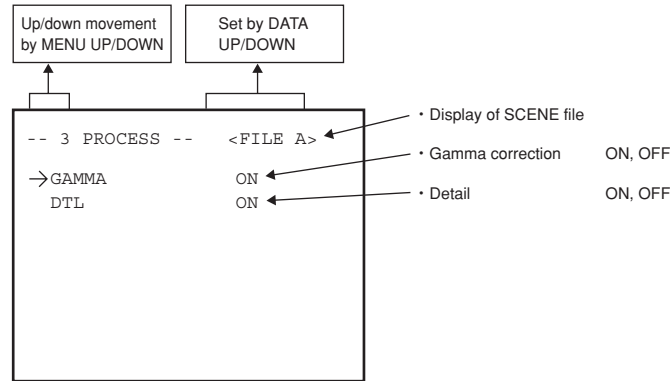 Up/down movement
by MENU UP/DOWN
Set by DATA
UP/DOWN
-- 3 PROCESS -- <FILE A>
→GAMMA ON
DTL ON
・Display of SCENE file
・Gamma correction ON, OFF
・Detail ON, OFF